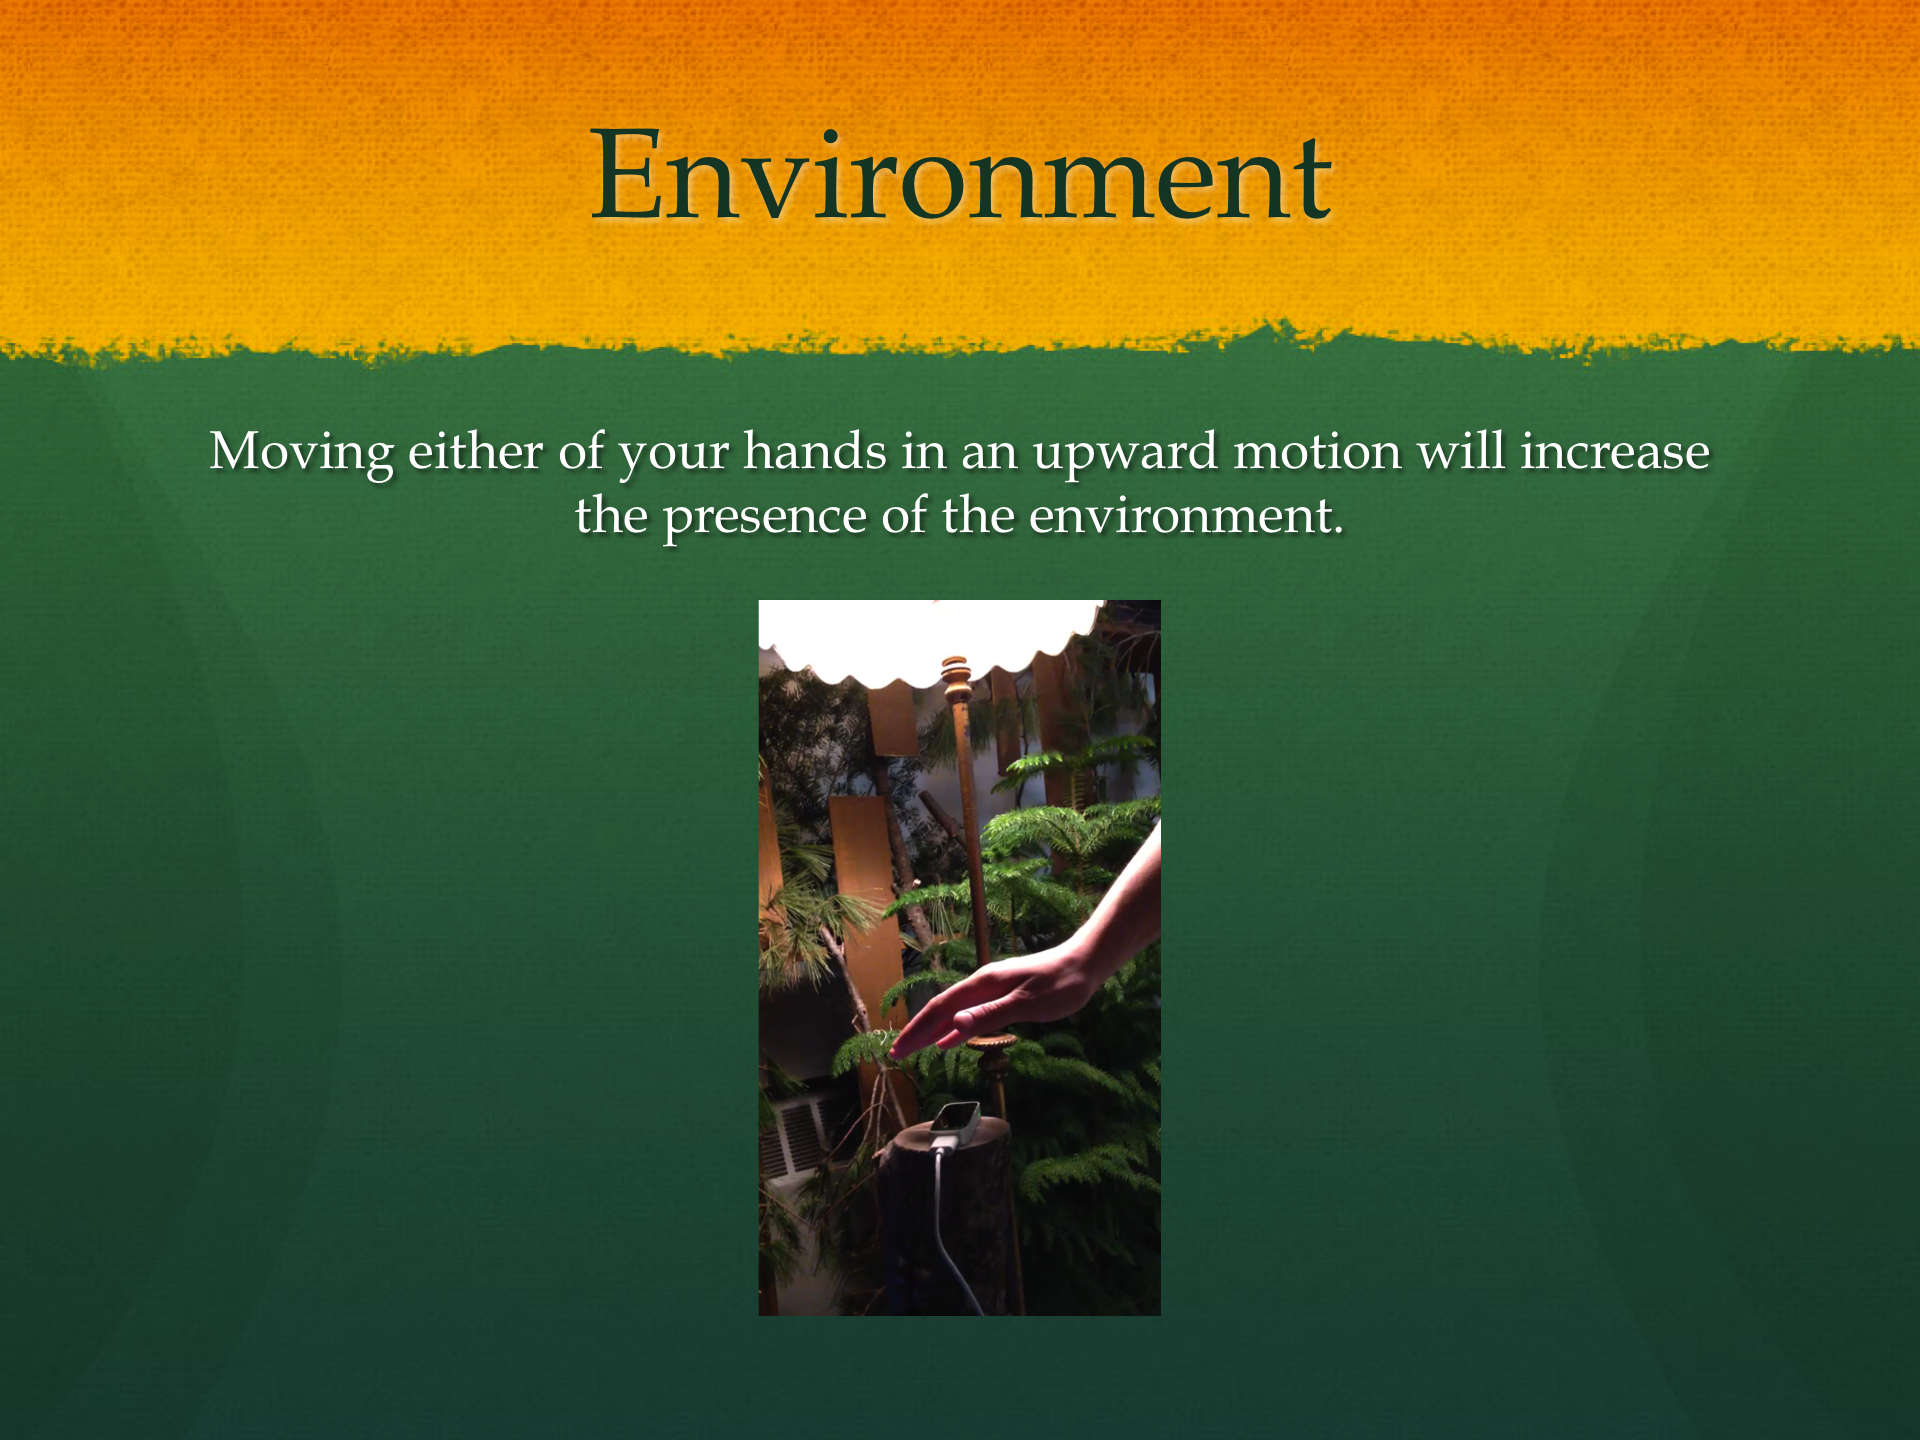 Environment
Moving either of your hands in an upward motion will increase
the presence of the environment.